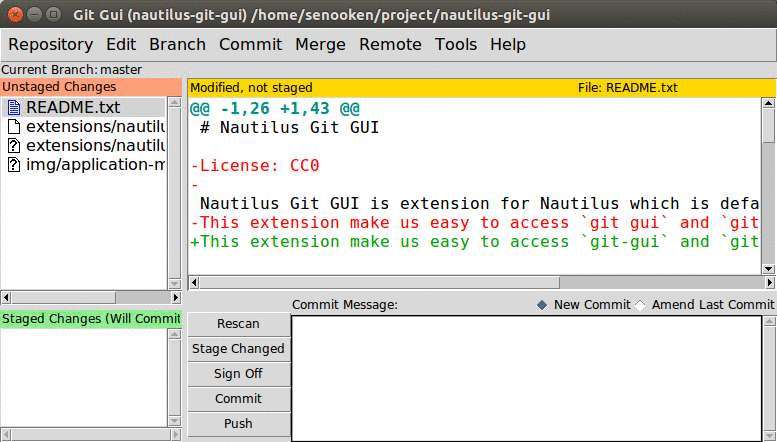 Git Gui (nautilus-git-gui) /home/senooken/project/nautilus-git-gui
Repository Edit Branch Commit Merge Remote Tools Help
Current Branch: master
Unstaged Changes
README.txt
extensions/nautilu
extensions/nautilu
img/application-m
Modified, not staged File: README.txt
@@ -1,26 +1,43 @@
# Nautilus Git GUI
-License: CC0
-
Nautilus Git GUI is extension for Nautilus which is defa
-This extension make us easy to access `git gui` and `git
+This extension make us easy to access `git-gui` and `git
Staged Changes (Will Commit
Rescan
Stage Changed
Sign Off
Commit
Push
Commit Message: New Commit Amend Last Commit